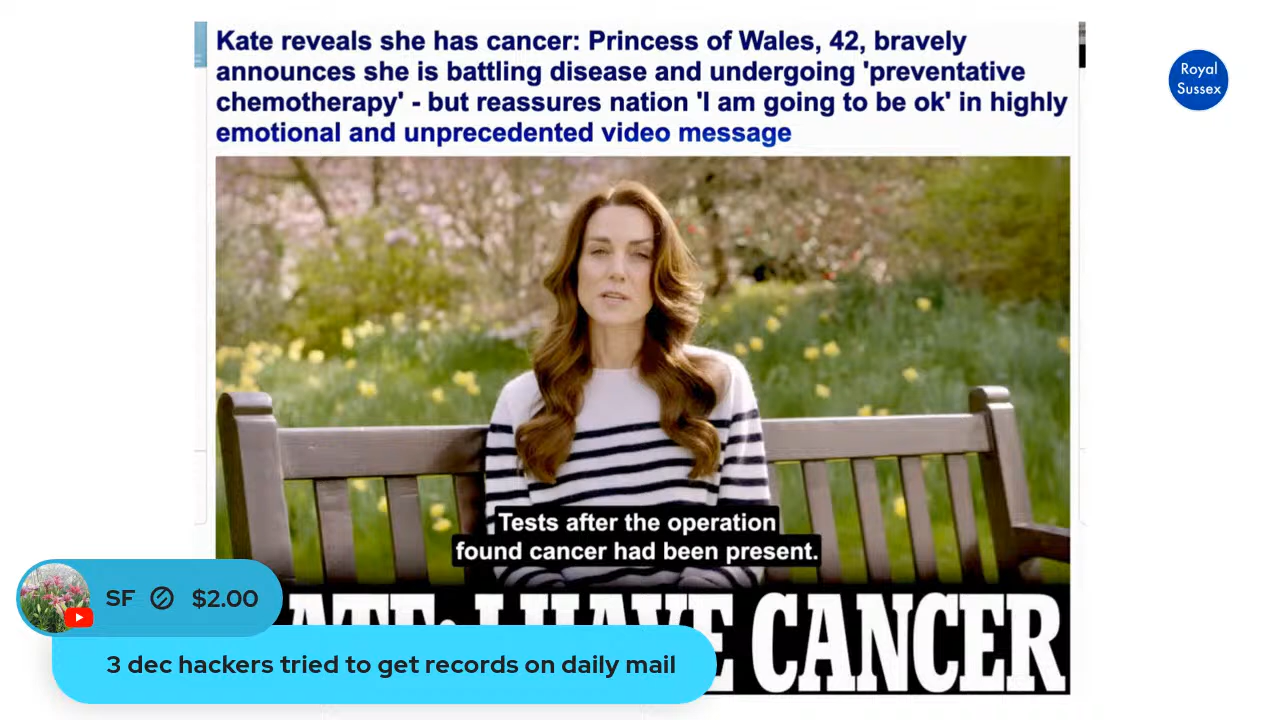 Kate reveals she has cancer: Princess of Wales, 42, bravely
announces she is battling disease and undergoing 'preventative
chemotherapy' - but reassures nation 'I am going to be ok' in highly
emotional and unprecedented video message
Royal
Sussex
Tests after the operation
found cancer had been present.
SF $2.00
CANCER
3 dec hackers tried to get records on daily mail